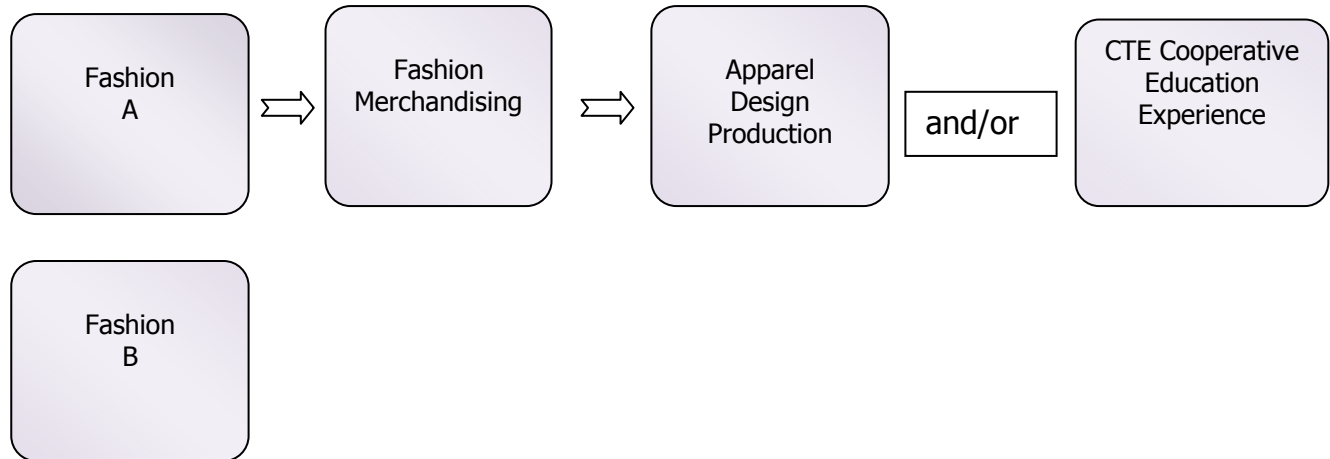 Fashion
A
Fashion
Merchandising
Apparel
Design
Production
and/or
CTE Cooperative
Education
Experience
Fashion
B